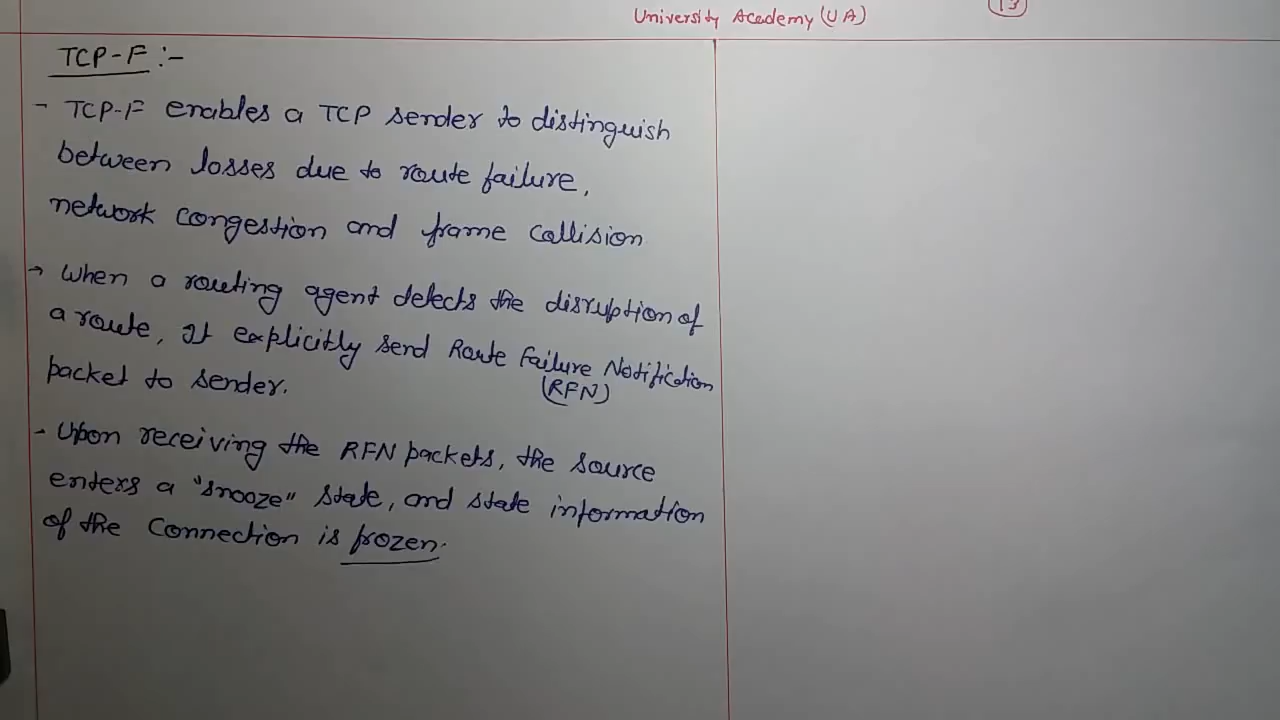 University Academy (UA)
13
TCP-F :-
- TCP-F enables a TCP sender to distinguish
between losses due to route failure,
network congestion and frame collision
→ When a routing agent detects the disruption of
a route, It explicitly send Route Failure Notification
(RFN)
packet to sender.
- Upon receiving the RFN packets, the source
enters a "snooze" state, and state information
of the connection is frozen.